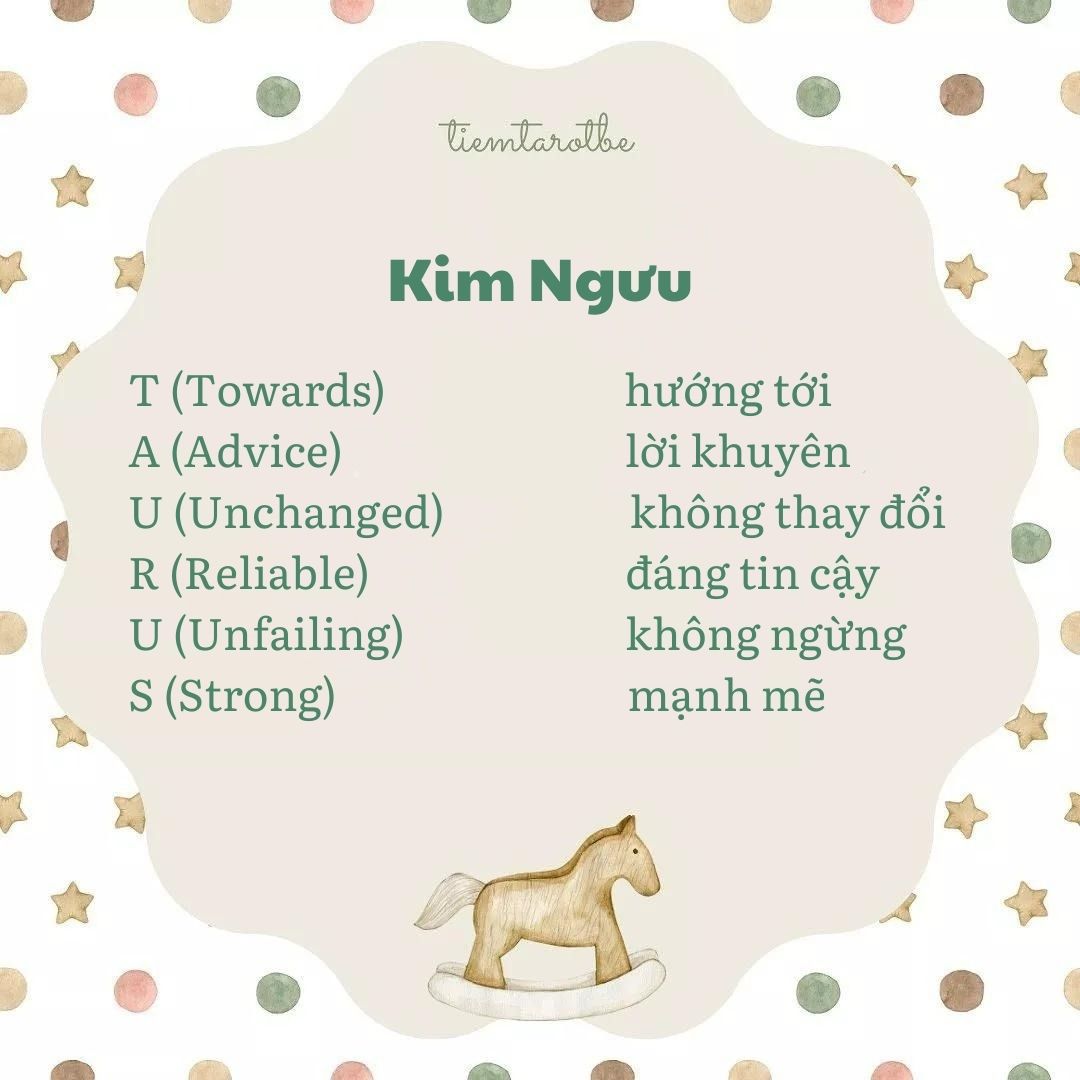 tiemtarotbe
Kim Ngưu
T (Towards) hướng tới
A (Advice) lời khuyên
U (Unchanged) không thay đổi
R (Reliable) đáng tin cậy
U (Unfailing) không ngừng
S (Strong) mạnh mẽ